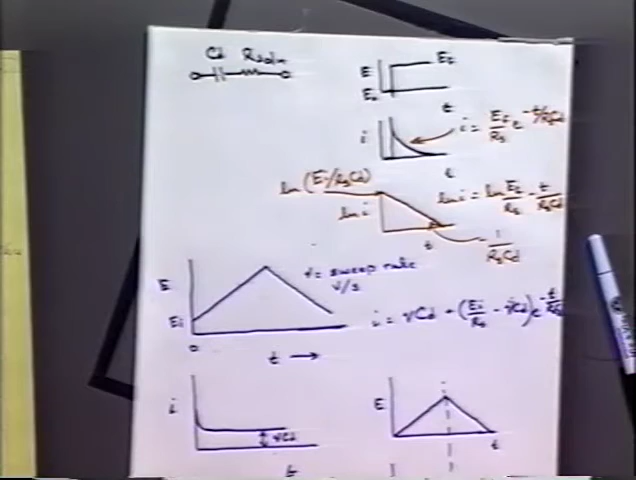 Cd Rsoln
E Ef
Ei
t
i i = Ef/Rs e^-t/RsCd
t
ln (Ei/RsCd)
ln i ln i = ln Ef/Rs - t/RsCd
t - 1/RsCd
E v = sweep rate
V/s
Ei i = vCd + (Ei/Rs - vCd) e^-t/RsCd
0
t →
i vCd
t
E
t